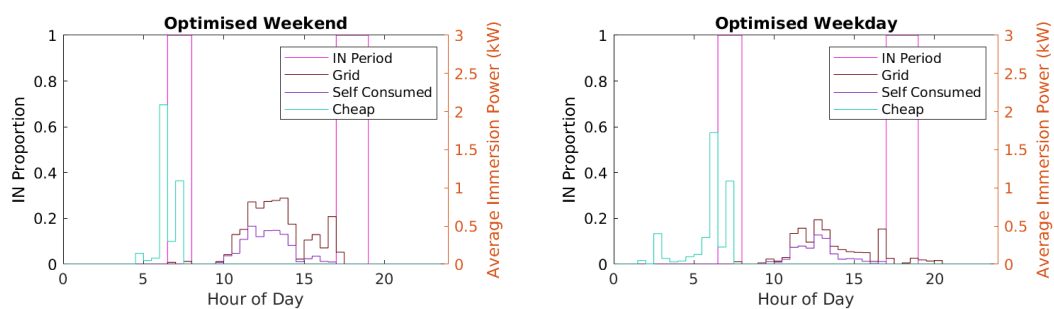 Optimised Weekend
1
0.8
0.6
0.4
0.2
0
IN Proportion
0
5
10
15
20
Hour of Day
3
2.5
2
1.5
1
0.5
0
Average Immersion Power (kW)
IN Period
Grid
Self Consumed
Cheap
Optimised Weekday
1
0.8
0.6
0.4
0.2
0
IN Proportion
0
5
10
15
20
Hour of Day
3
2.5
2
1.5
1
0.5
0
Average Immersion Power (kW)
IN Period
Grid
Self Consumed
Cheap